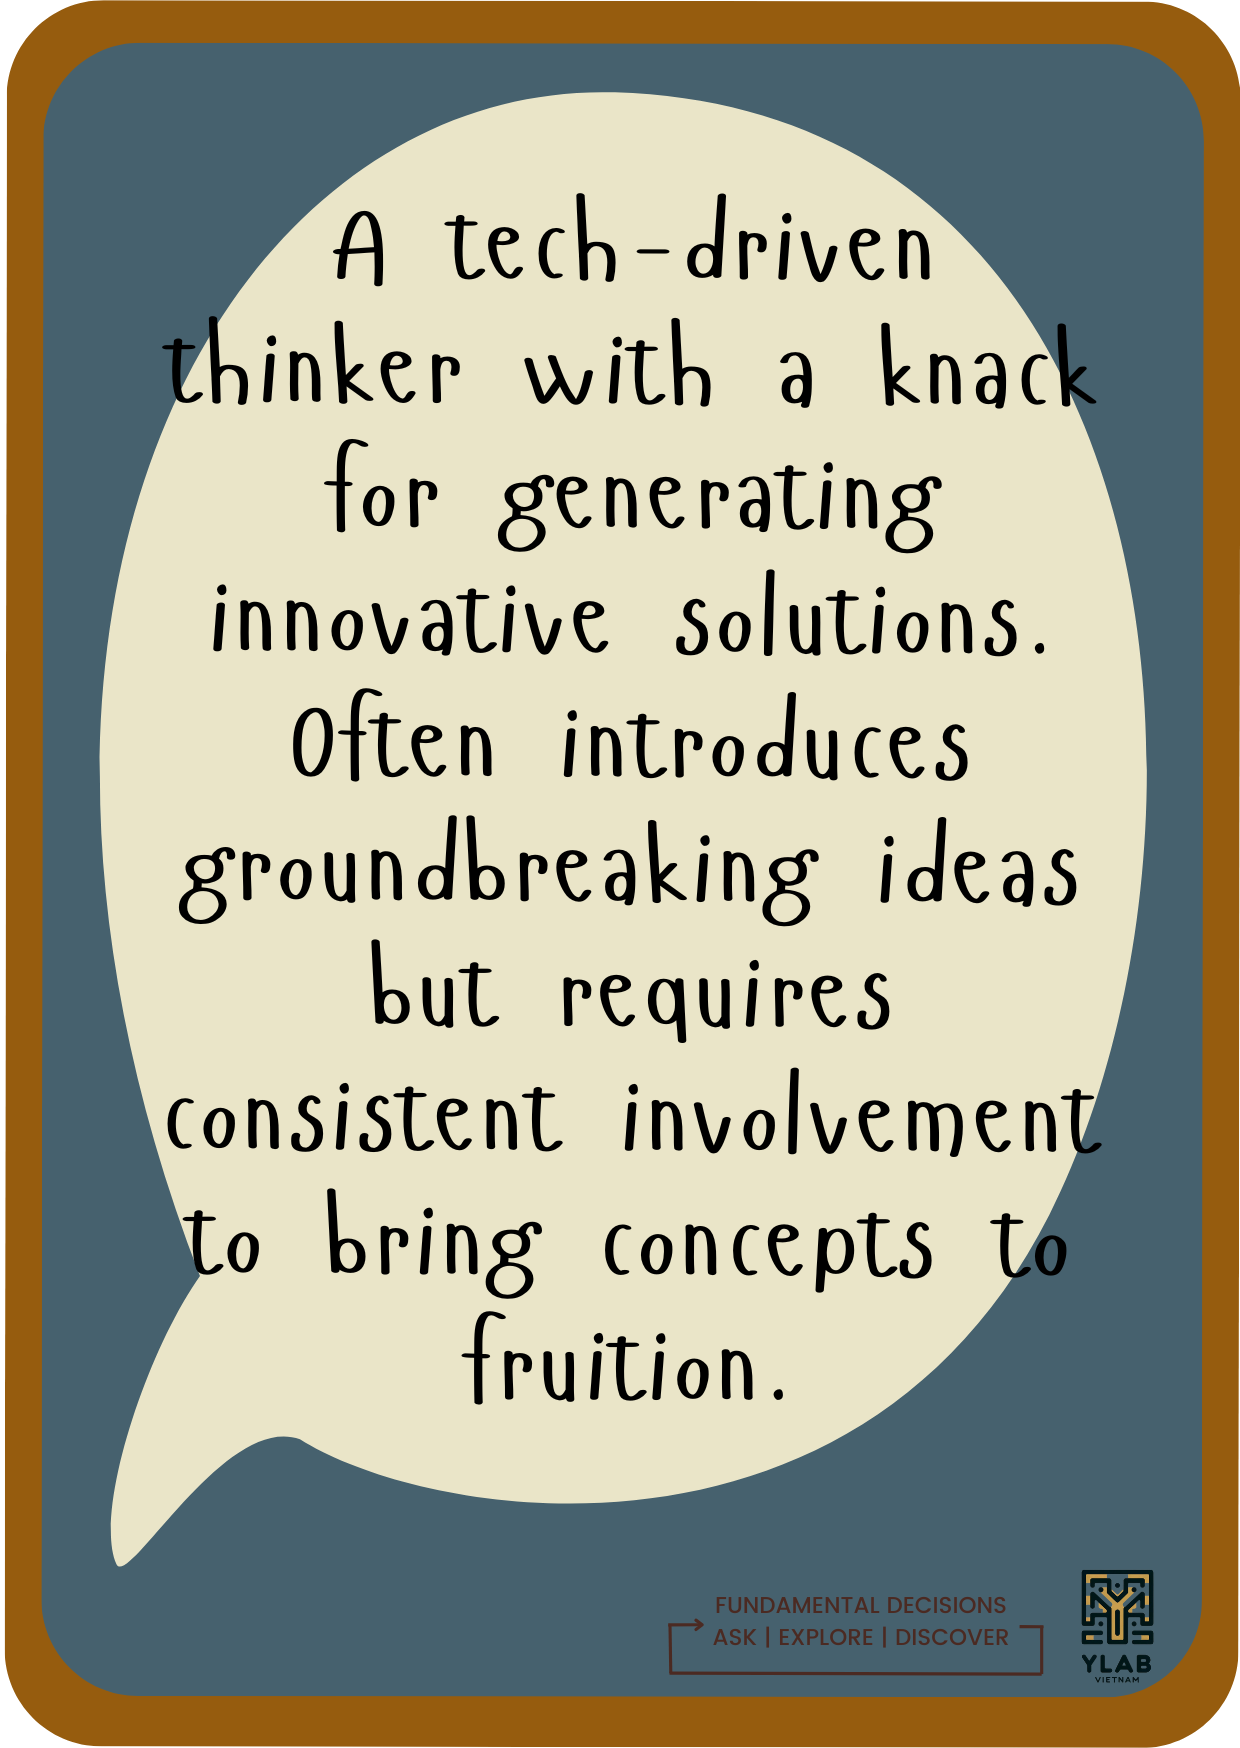 A tech-driven
thinker with a knack
for generating
innovative solutions.
Often introduces
groundbreaking ideas
but requires
consistent involvement
to bring concepts to
fruition.
FUNDAMENTAL DECISIONS
ASK | EXPLORE | DISCOVER
YLAB
VIETNAM